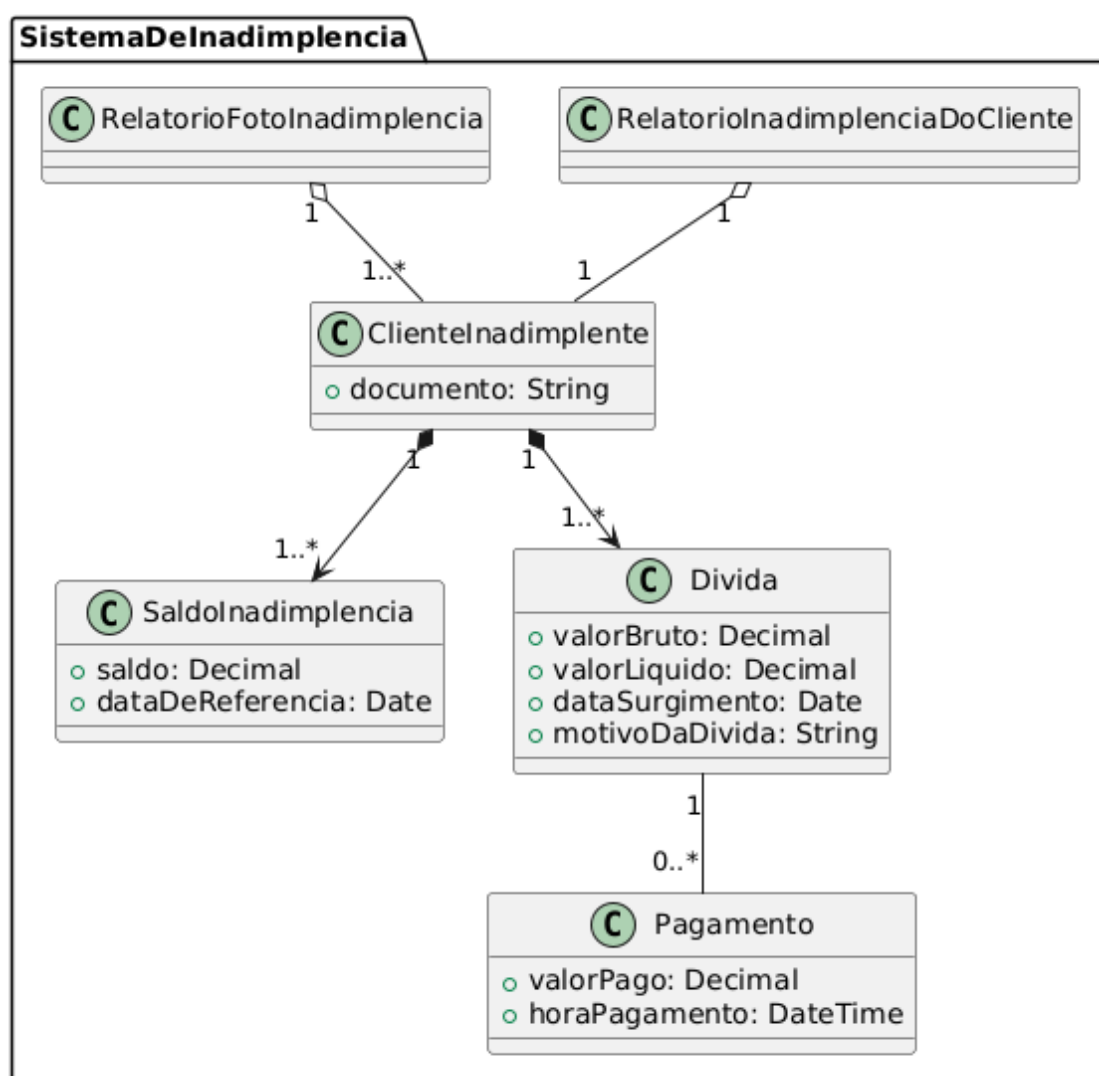 SistemaDeInadimplencia
C RelatorioFotoInadimplencia
C RelatorioInadimplenciaDoCliente
1
1
1..*
1
C ClienteInadimplente
documento: String
1
1
1..*
1..*
C SaldoInadimplencia
saldo: Decimal
dataDeReferencia: Date
C Divida
valorBruto: Decimal
valorLiquido: Decimal
dataSurgimento: Date
motivoDaDivida: String
1
0..*
C Pagamento
valorPago: Decimal
horaPagamento: DateTime